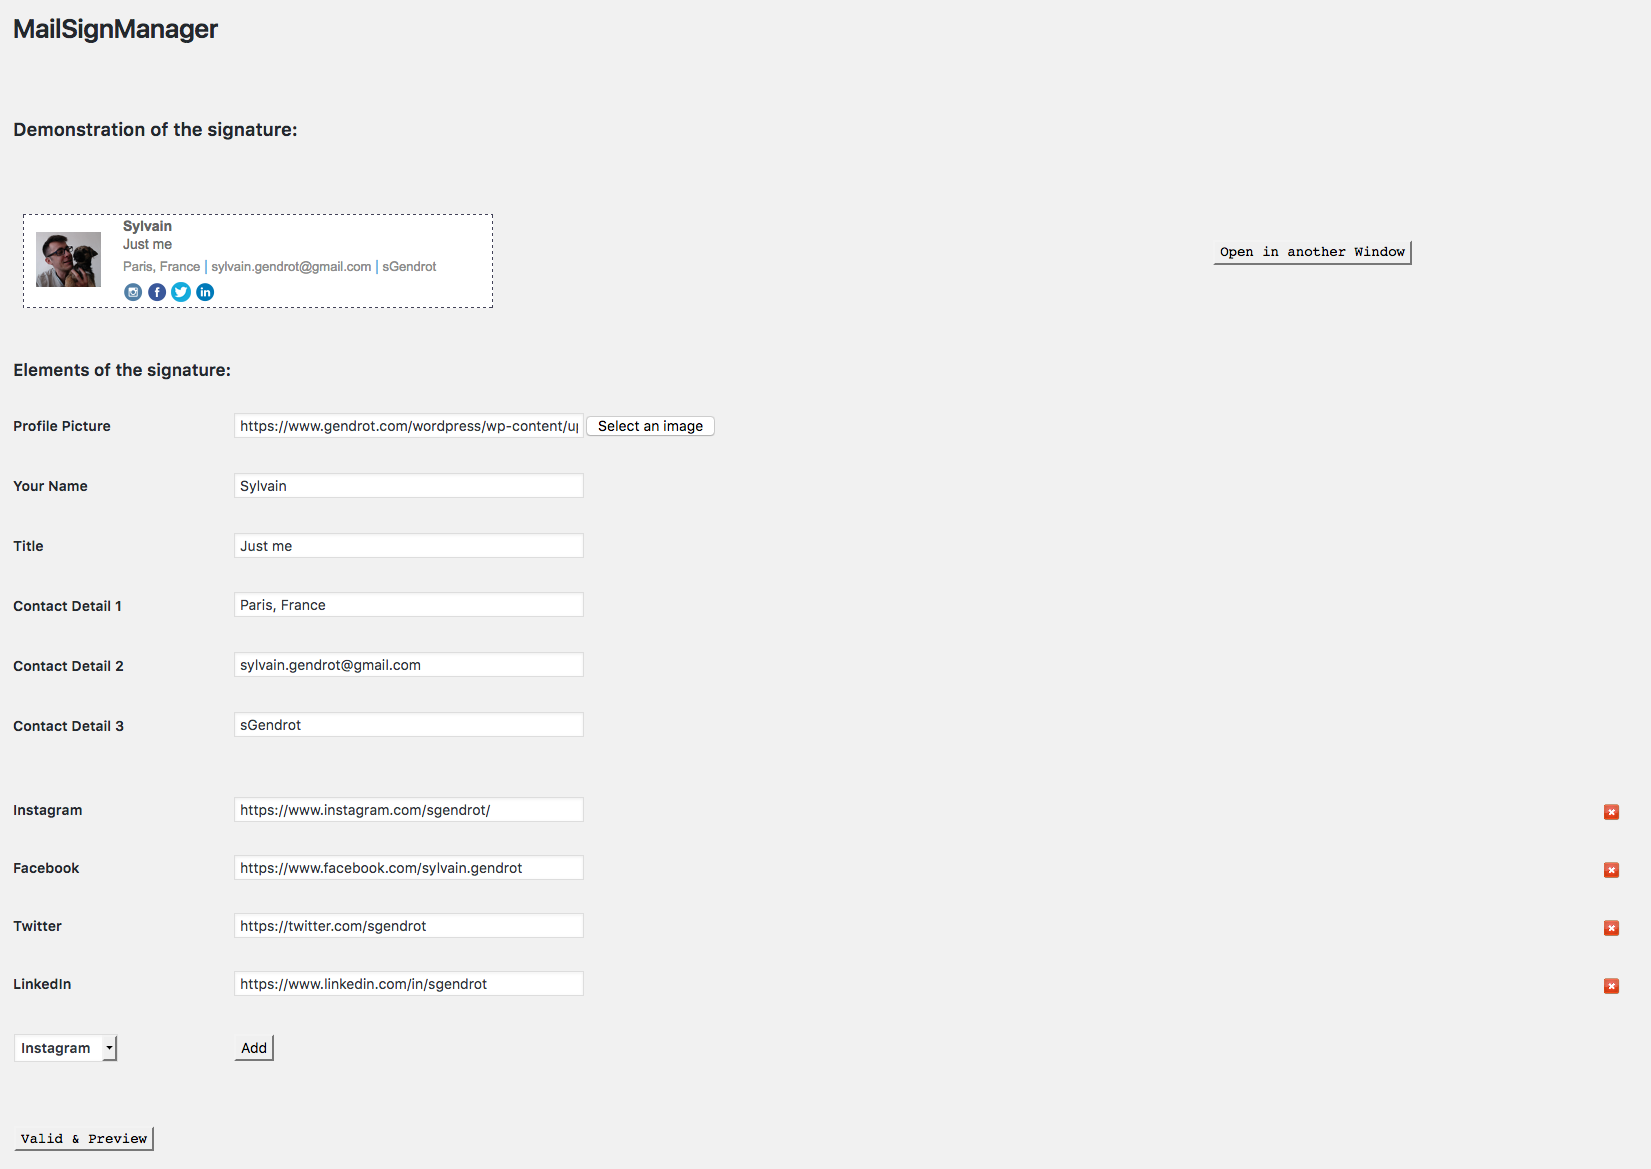 MailSignManager
Demonstration of the signature:
Sylvain
Just me
Paris, France | sylvain.gendrot@gmail.com | sGendrot
Open in another Window
Elements of the signature:
Profile Picture https://www.gendrot.com/wordpress/wp-content/up Select an image
Your Name Sylvain
Title Just me
Contact Detail 1 Paris, France
Contact Detail 2 sylvain.gendrot@gmail.com
Contact Detail 3 sGendrot
Instagram https://www.instagram.com/sgendrot/
Facebook https://www.facebook.com/sylvain.gendrot
Twitter https://twitter.com/sgendrot
LinkedIn https://www.linkedin.com/in/sgendrot
Instagram Add
Valid & Preview